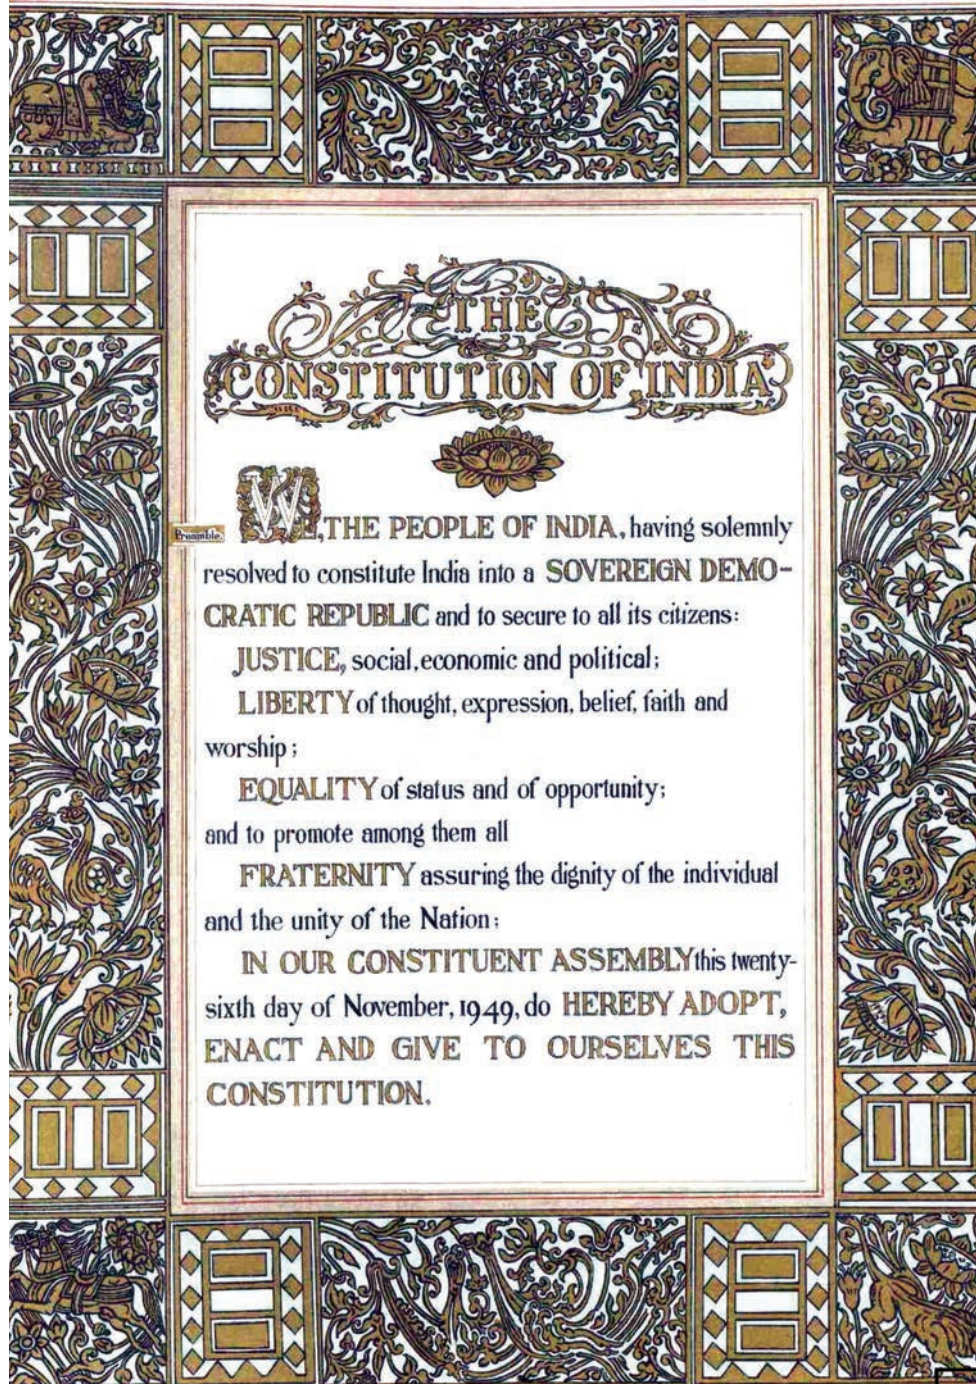 THE
CONSTITUTION OF INDIA
Preamble.
WE, THE PEOPLE OF INDIA, having solemnly
resolved to constitute India into a SOVEREIGN DEMO-
CRATIC REPUBLIC and to secure to all its citizens:
JUSTICE, social, economic and political;
LIBERTY of thought, expression, belief, faith and
worship;
EQUALITY of status and of opportunity;
and to promote among them all
FRATERNITY assuring the dignity of the individual
and the unity of the Nation;
IN OUR CONSTITUENT ASSEMBLY this twenty-
sixth day of November, 1949, do HEREBY ADOPT,
ENACT AND GIVE TO OURSELVES THIS
CONSTITUTION.